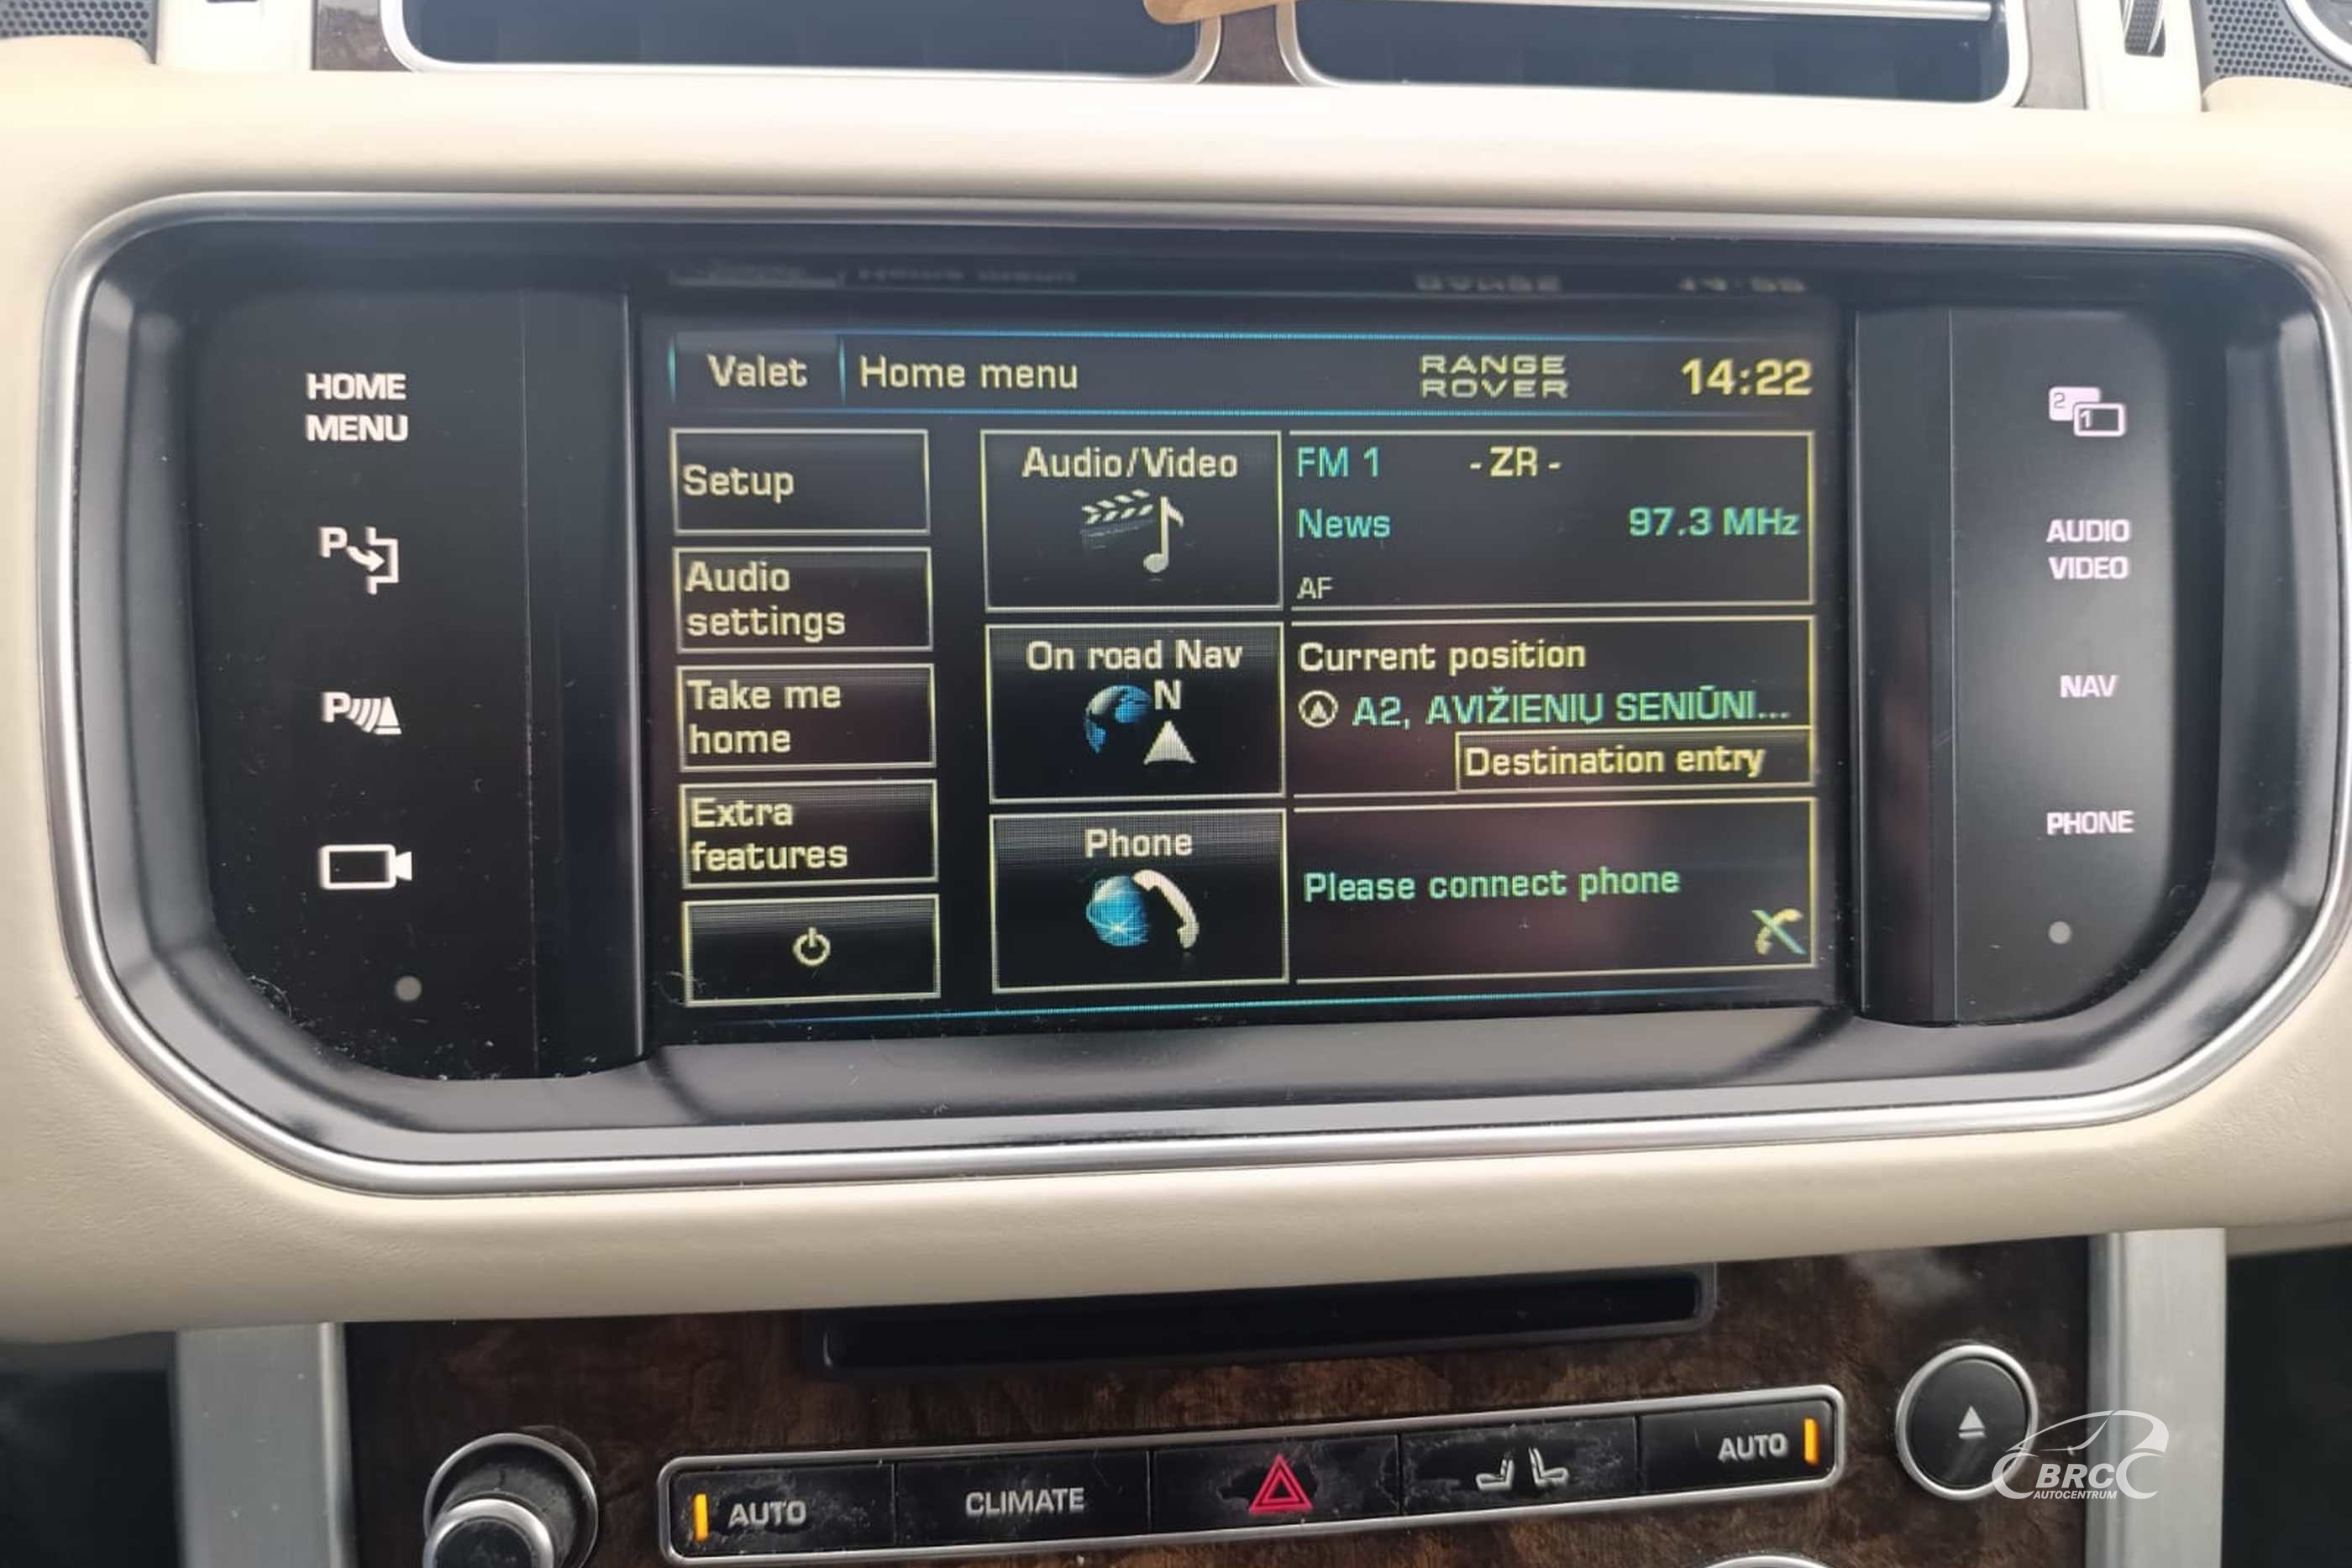 HOME
MENU
P
P
Valet
Home menu
RANGE
ROVER
14:22
Setup
Audio
settings
Take me
home
Extra
features
Audio/Video
FM 1
- ZR -
News
97.3 MHz
AF
On road Nav
N
Current position
A2, AVIŽIENIŲ SENIŪNI...
Destination entry
Phone
Please connect phone
2
1
AUDIO
VIDEO
NAV
PHONE
AUTO
CLIMATE
AUTO
BRC
AUTOCENTRUM